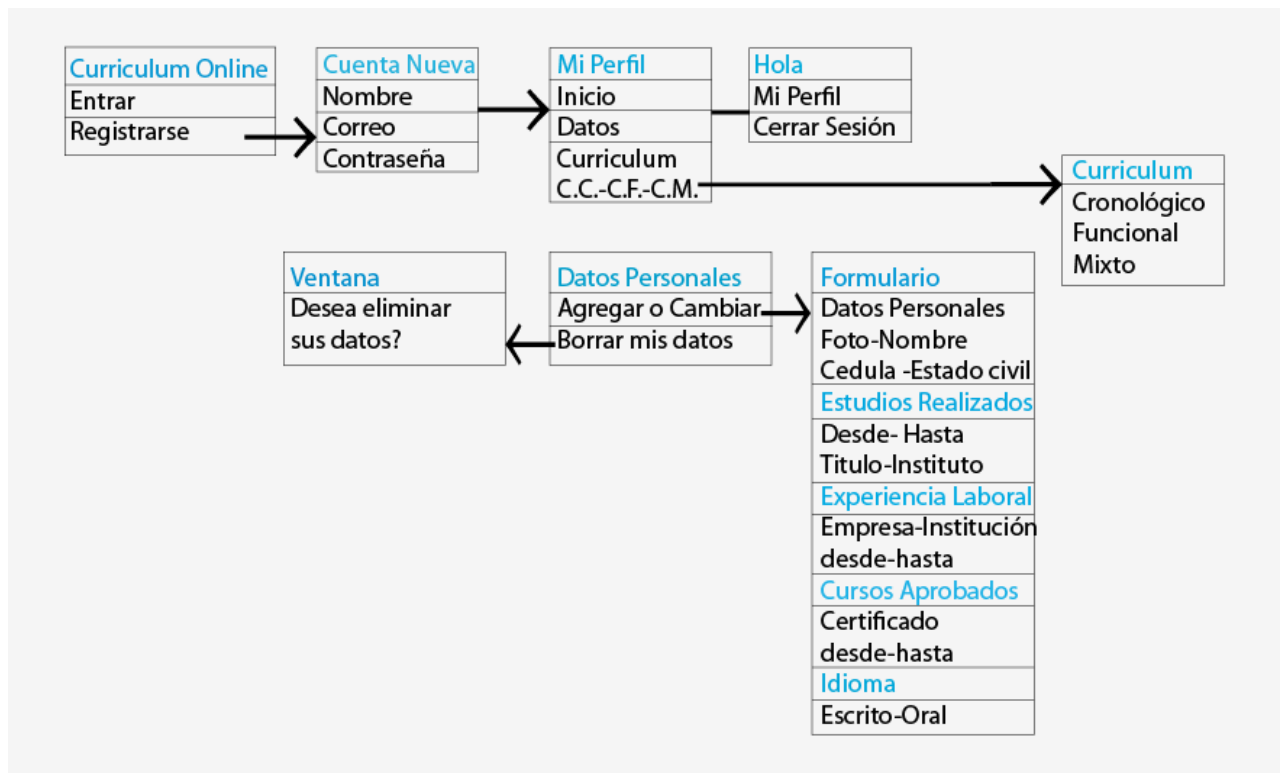 Curriculum Online
Entrar
Registrarse
Cuenta Nueva
Nombre
Correo
Contraseña
Mi Perfil
Inicio
Datos
Curriculum
C.C.-C.F.-C.M.
Hola
Mi Perfil
Cerrar Sesión
Curriculum
Cronológico
Funcional
Mixto
Ventana
Desea eliminar
sus datos?
Datos Personales
Agregar o Cambiar
Borrar mis datos
Formulario
Datos Personales
Foto-Nombre
Cedula -Estado civil
Estudios Realizados
Desde- Hasta
Titulo-Instituto
Experiencia Laboral
Empresa-Institución
desde-hasta
Cursos Aprobados
Certificado
desde-hasta
Idioma
Escrito-Oral